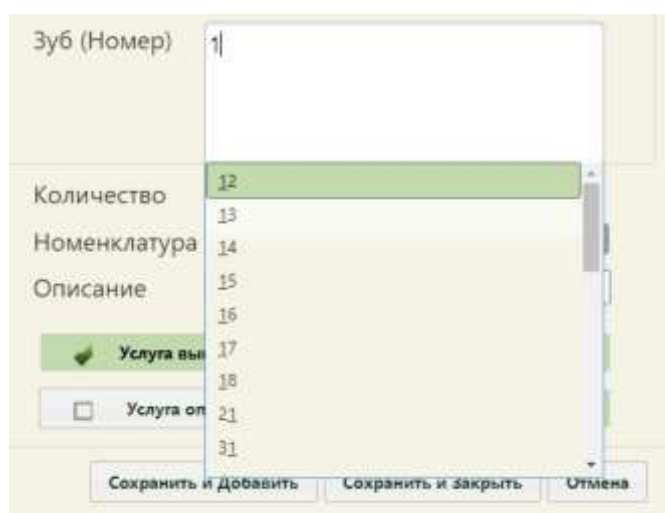 Зуб (Номер) 1
12
Количество
13
Номенклатура 14
Описание 15
16
Услуга вы 17
18
Услуга оп 21
31
Сохранить и Добавить Сохранить и Закрыть Отмена